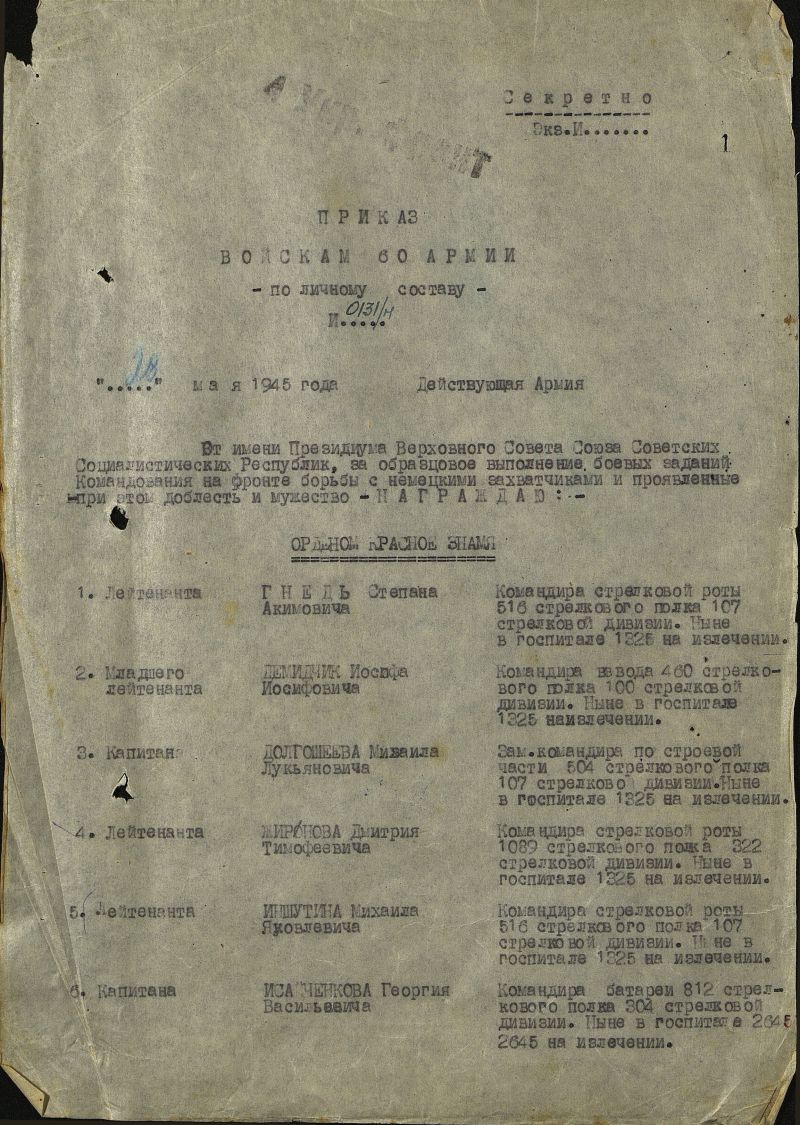 Секретно
Экз.И.......
1
ПРИКАЗ
ВОЙСКАМ 60 АРМИИ
- по личному составу -
И..... 0131/н
"....." 28 мая 1945 года Действующая Армия
От имени Президиума Верховного Совета Союза Советских
Социалистических Республик, за образцовое выполнение боевых заданий
Командования на фронте борьбы с немецкими захватчиками и проявленные
-при этом доблесть и мужество - НАГРАЖДАЮ: -
ОРДЕНОМ КРАСНОЕ ЗНАМЯ
1. Лейтенанта ГНЕДЬ Степана Командира стрелковой роты
Акимовича 516 стрелкового полка 107
стрелковой дивизии. Ныне
в госпитале 1325 на излечении.
2. Младшего ДЕМИДЧИК Иосифа Командира взвода 460 стрелко-
лейтенанта Иосифовича вого полка 100 стрелковой
дивизии. Ныне в госпитале
1325 наизлечении.
3. Капитана ДОЛГОШЕЕВА Михаила Зам.командира по строевой
Лукьяновича части 504 стрелкового полка
107 стрелково дивизии.Ныне
в госпитале 1325 на излечении.
4. Лейтенанта ЖИРНОВА Дмитрия Командира стрелковой роты
Тимофеевича 1089 стрелкового полка 322
стрелковой дивизии. Ныне в
госпитале 1325 на излечении.
5. Лейтенанта ИНШУТИНА Михаила Командира стрелковой роты
Яковлевича 516 стрелкового полка 107
стрелковой дивизии. Ныне в
госпитале 1325 на излечении.
6. Капитана ИСАЧЕНКОВА Георгия Командира батареи 812 стрел-
Васильевича кового полка 304 стрелковой
дивизии. Ныне в госпитале 2645
2645 на излечении.